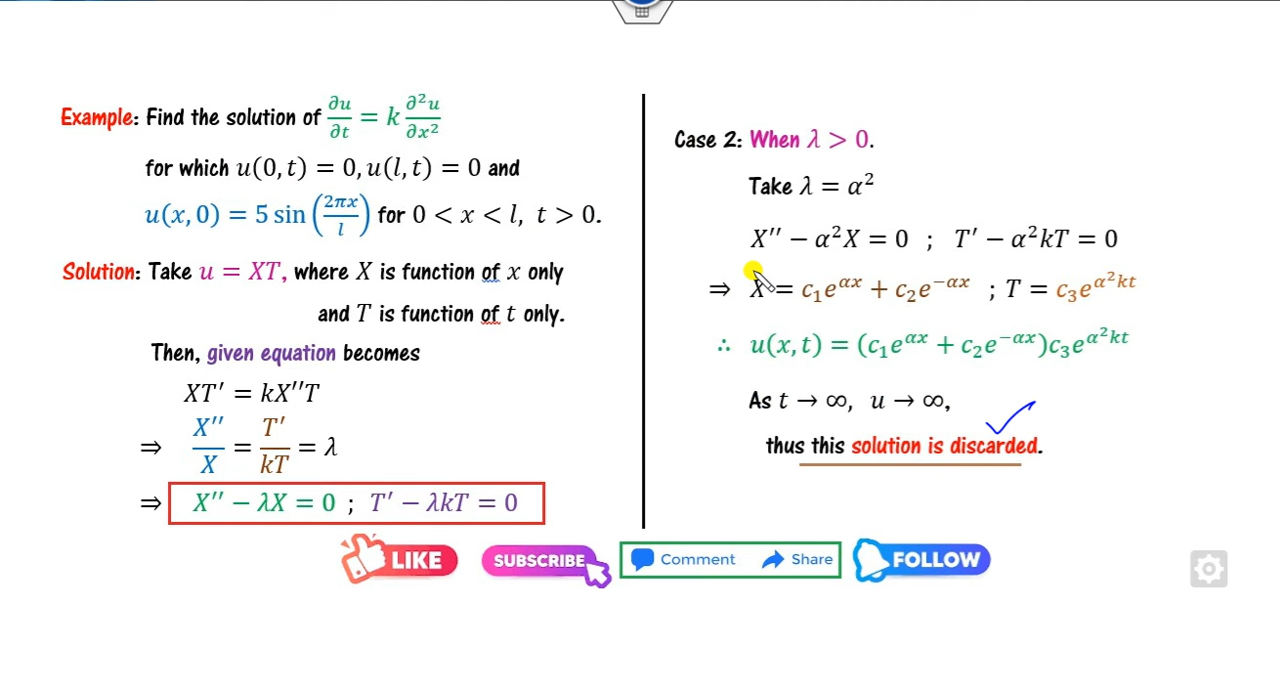 Example: Find the solution of ∂u/∂t = k ∂²u/∂x²
for which u(0, t) = 0, u(l, t) = 0 and
u(x, 0) = 5 sin (2πx/l) for 0 < x < l, t > 0.
Solution: Take u = XT, where X is function of x only
and T is function of t only.
Then, given equation becomes
XT′ = kX′′T
⇒ X′′/X = T′/kT = λ
⇒ X′′ − λX = 0 ; T′ − λkT = 0
Case 2: When λ > 0.
Take λ = α²
X′′ − α²X = 0 ; T′ − α²kT = 0
⇒ X = c₁e^{αx} + c₂e^{−αx} ; T = c₃e^{α²kt}
∴ u(x, t) = (c₁e^{αx} + c₂e^{−αx})c₃e^{α²kt}
As t → ∞, u → ∞,
thus this solution is discarded.
LIKE
SUBSCRIBE
Comment
Share
FOLLOW